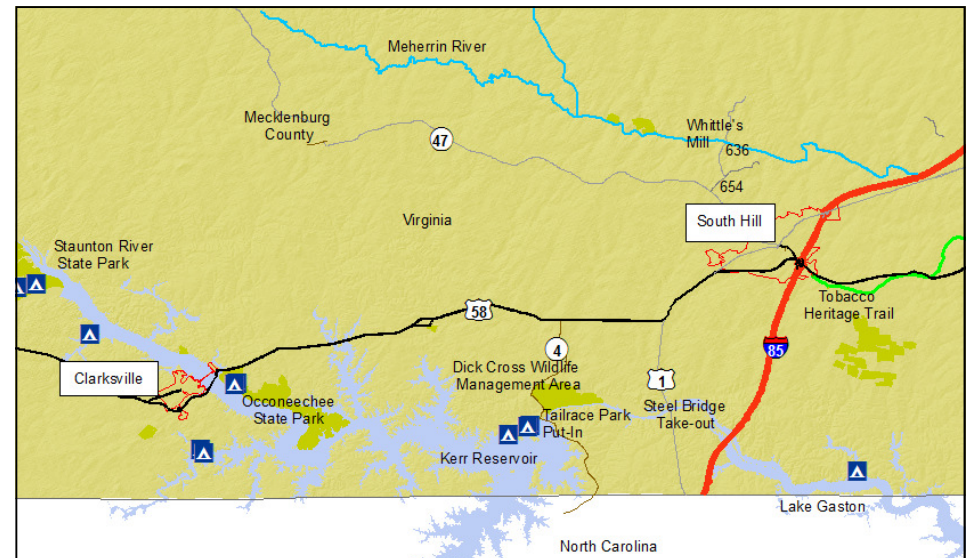 Meherrin River
Mecklenburg
County
47
Whittle's
Mill
636
654
Virginia
South Hill
Staunton River
State Park
58
Tobacco
Heritage Trail
4
85
Clarksville
Dick Cross Wildlife
Management Area
1
Occoneechee
State Park
Tailrace Park
Put-In
Steel Bridge
Take-out
Kerr Reservoir
Lake Gaston
North Carolina